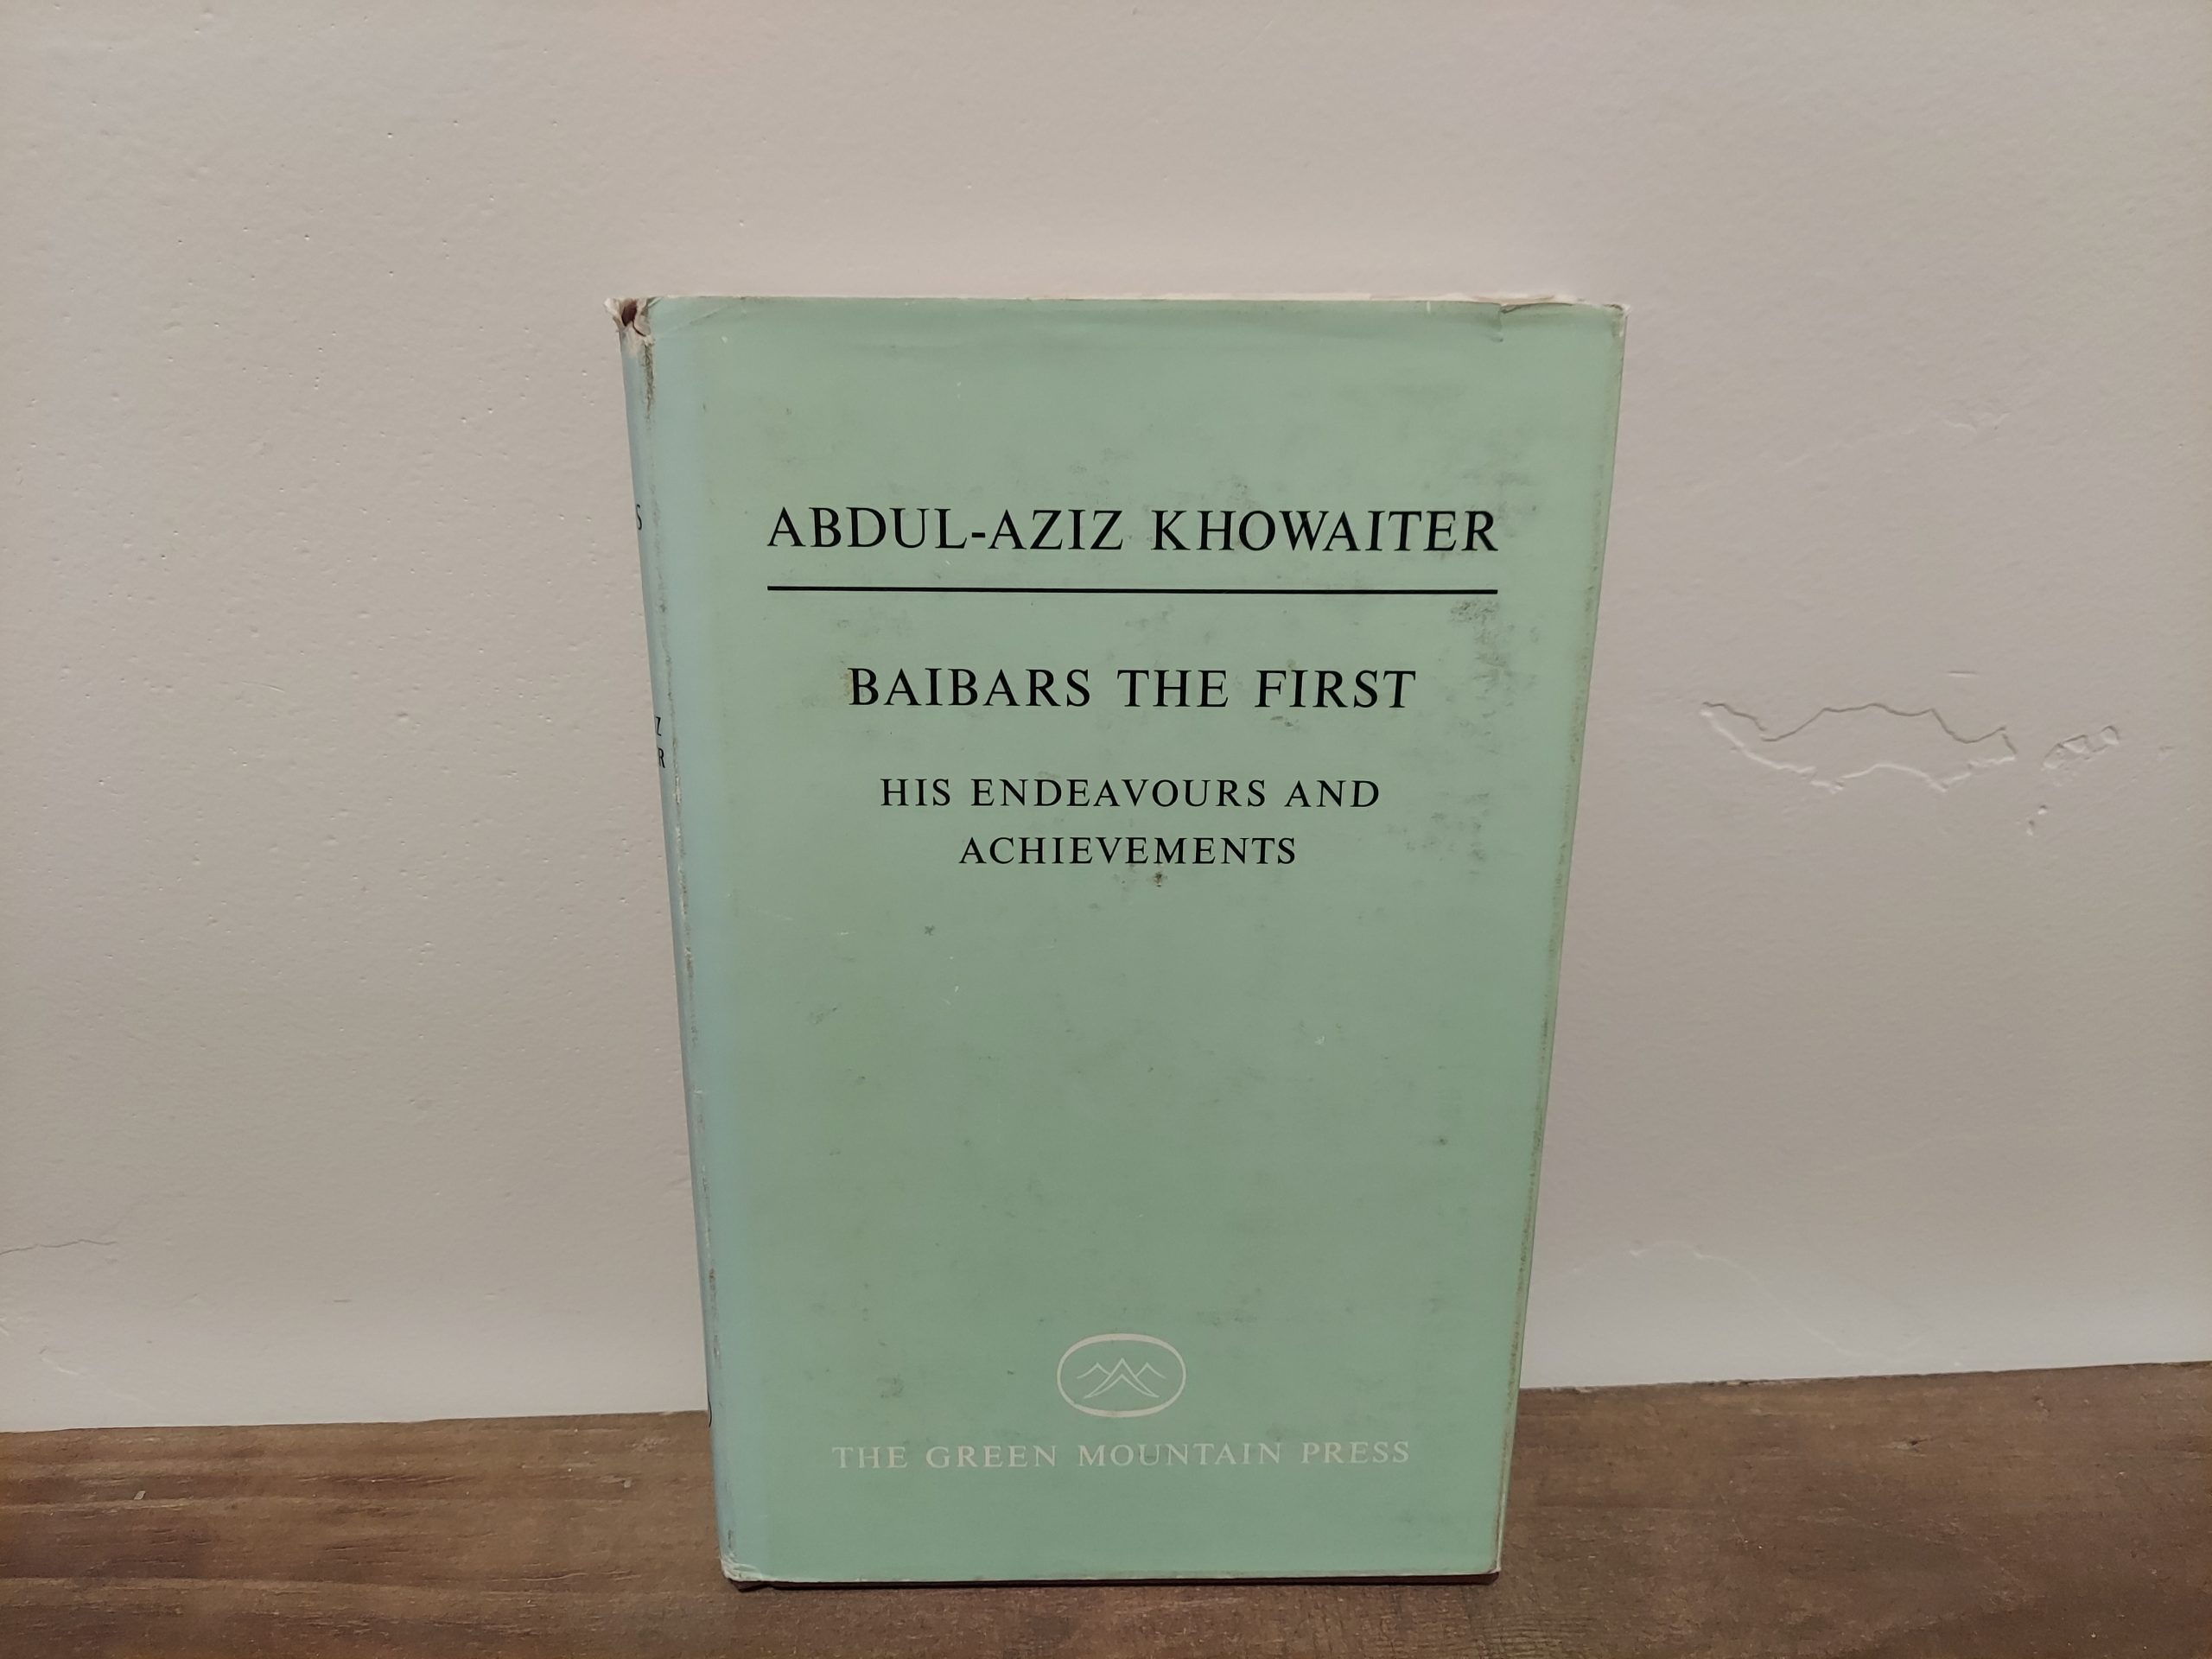 ABDUL-AZIZ KHOWAITER
BAIBARS THE FIRST
HIS ENDEAVOURS AND
ACHIEVEMENTS
THE GREEN MOUNTAIN PRESS